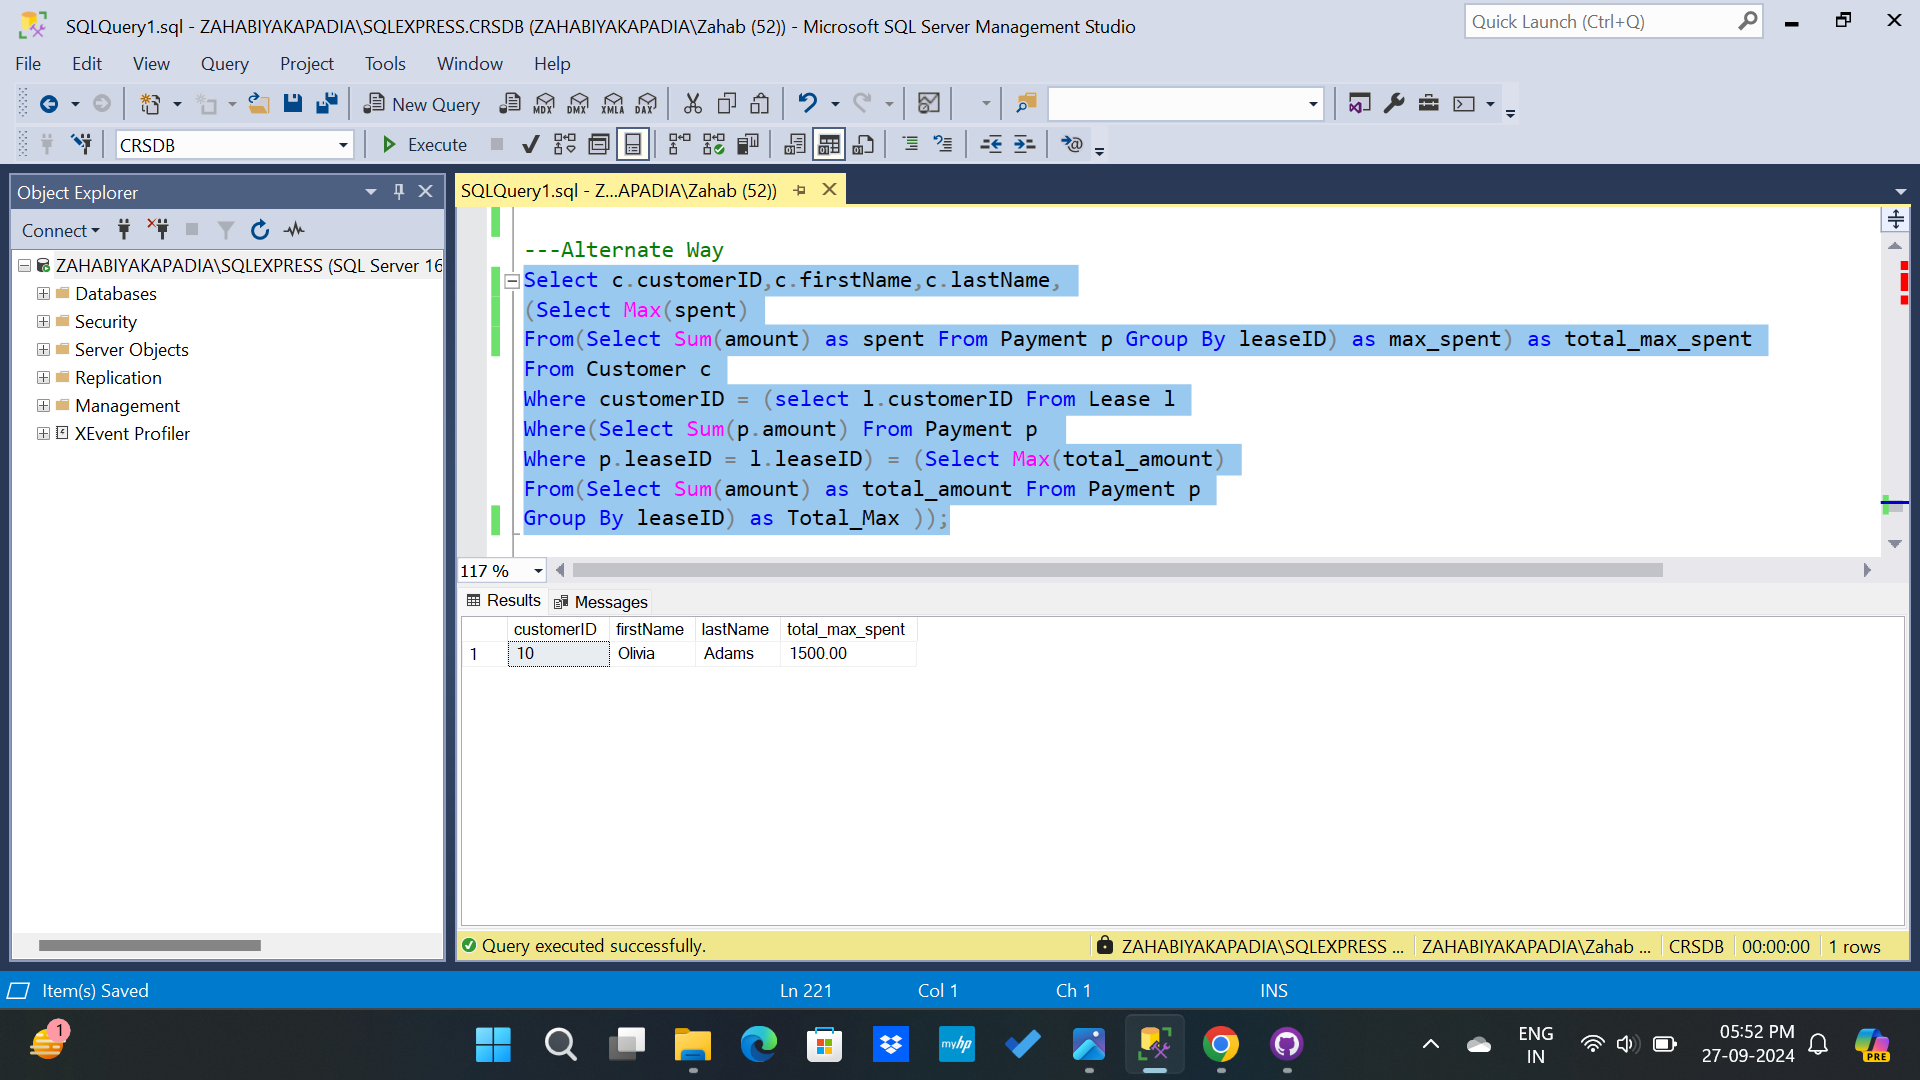 SQLQuery1.sql - ZAHABIYAKAPADIA\SQLEXPRESS.CRSDB (ZAHABIYAKAPADIA\Zahab (52)) - Microsoft SQL Server Management Studio
Quick Launch (Ctrl+Q)
File Edit View Query Project Tools Window Help
New Query MDX DMX XMLA DAX
CRSDB
Execute
Object Explorer
SQLQuery1.sql - Z...APADIA\Zahab (52))
Connect
ZAHABIYAKAPADIA\SQLEXPRESS (SQL Server 16
Databases
Security
Server Objects
Replication
Management
XEvent Profiler
---Alternate Way
Select c.customerID,c.firstName,c.lastName,
(Select Max(spent)
From(Select Sum(amount) as spent From Payment p Group By leaseID) as max_spent) as total_max_spent
From Customer c
Where customerID = (select l.customerID From Lease l
Where(Select Sum(p.amount) From Payment p
Where p.leaseID = l.leaseID) = (Select Max(total_amount)
From(Select Sum(amount) as total_amount From Payment p
Group By leaseID) as Total_Max ));
117 %
Results Messages
customerID firstName lastName total_max_spent
1 10 Olivia Adams 1500.00
Query executed successfully.
ZAHABIYAKAPADIA\SQLEXPRESS ... ZAHABIYAKAPADIA\Zahab ... CRSDB 00:00:00 1 rows
Item(s) Saved
Ln 221 Col 1 Ch 1 INS
1
myhp
ENG
IN
05:52 PM
27-09-2024
PRE